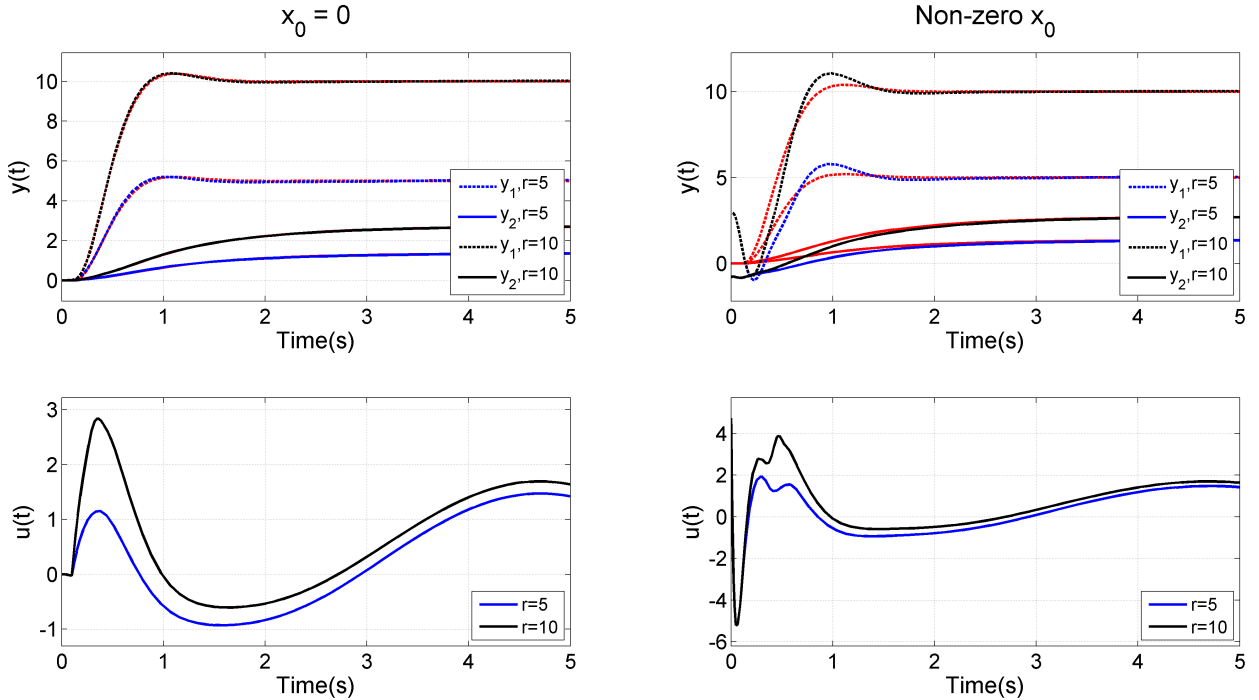 x₀ = 0
y(t)
10
8
6
4
2
0
y₁,r=5
y₂,r=5
y₁,r=10
y₂,r=10
0 1 2 3 4 5
Time(s)
Non-zero x₀
y(t)
10
5
0
y₁,r=5
y₂,r=5
y₁,r=10
y₂,r=10
0 1 2 3 4 5
Time(s)
u(t)
3
2
1
0
-1
r=5
r=10
0 1 2 3 4 5
Time(s)
u(t)
4
2
0
-2
-4
-6
r=5
r=10
0 1 2 3 4 5
Time(s)